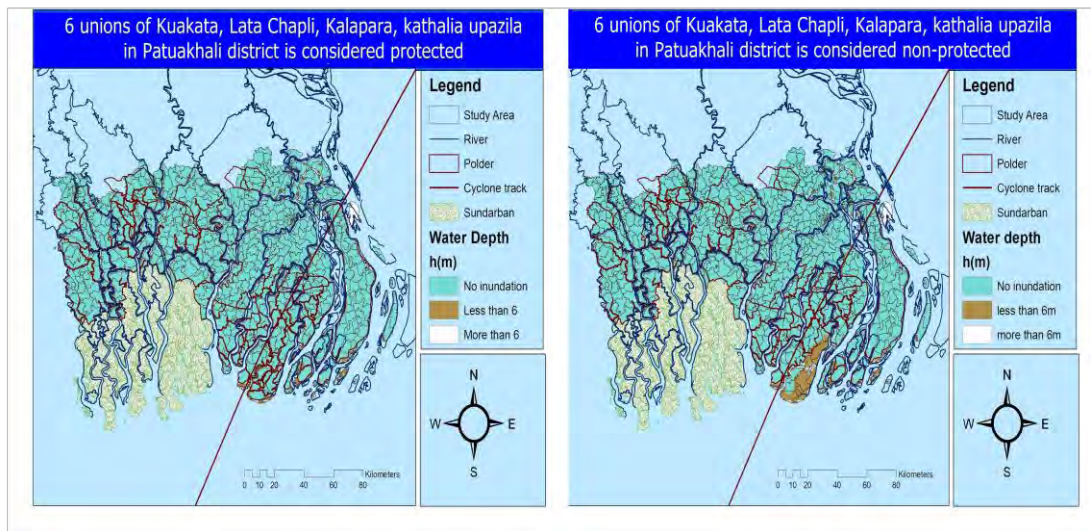 6 unions of Kuakata, Lata Chapli, Kalapara, kathalia upazila
in Patuakhali district is considered protected
Legend
Study Area
River
Polder
Cyclone track
Sundarban
Water Depth
h(m)
No inundation
Less than 6
More than 6
N
W
E
S
Kilometers
0 10 20 40 60 80
6 unions of Kuakata, Lata Chapli, Kalapara, kathalia upazila
in Patuakhali district is considered non-protected
Legend
Study Area
River
Polder
Cyclone track
Sundarban
Water depth
h(m)
No inundation
less than 6m
more than 6m
N
W
E
S
Kilometers
0 10 20 40 60 80